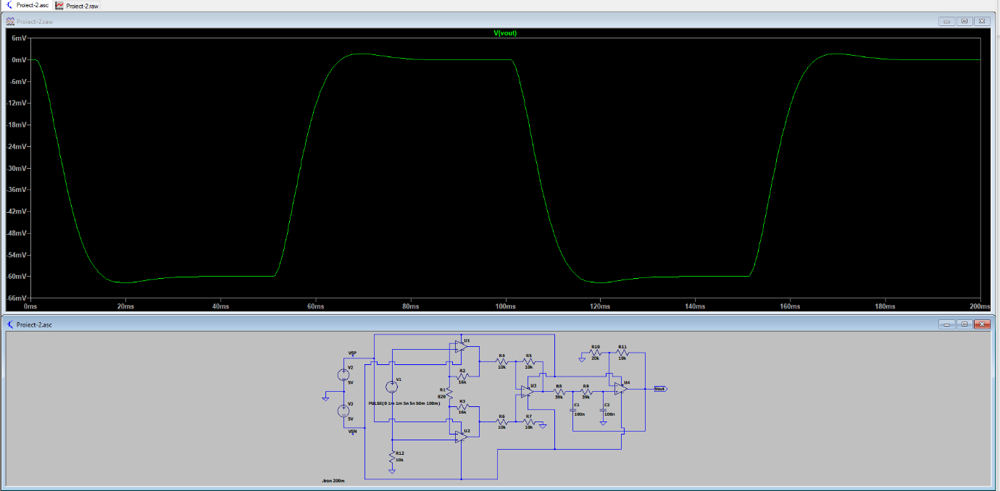 Project-2.asc Project-2.raw
Project-2.raw
V(vout)
6mV
0mV
-6mV
-12mV
-18mV
-24mV
-30mV
-36mV
-42mV
-48mV
-54mV
-60mV
-66mV
0ms 20ms 40ms 60ms 80ms 100ms 120ms 140ms 160ms 180ms 200ms
Project-2.asc
VSP
V2
5V
V3
5V
VSN
V1
PULSE(0 1m 1m 5n 5n 50m 100m)
R12
10k
U1
R2
16k
R1
820
R3
16k
U2
R4
10k
R5
10k
U3
R6
10k
R7
10k
R8
39k
R9
39k
C1
100n
C2
100n
R10
20k
R11
10k
U4
Vout
.tran 200m